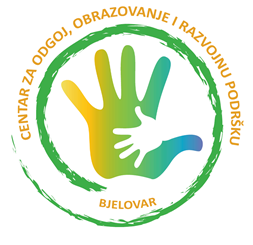 CENTAR ZA ODGOJ, OBRAZOVANJE I RAZVOJNU PODRŠKU
BJELOVAR